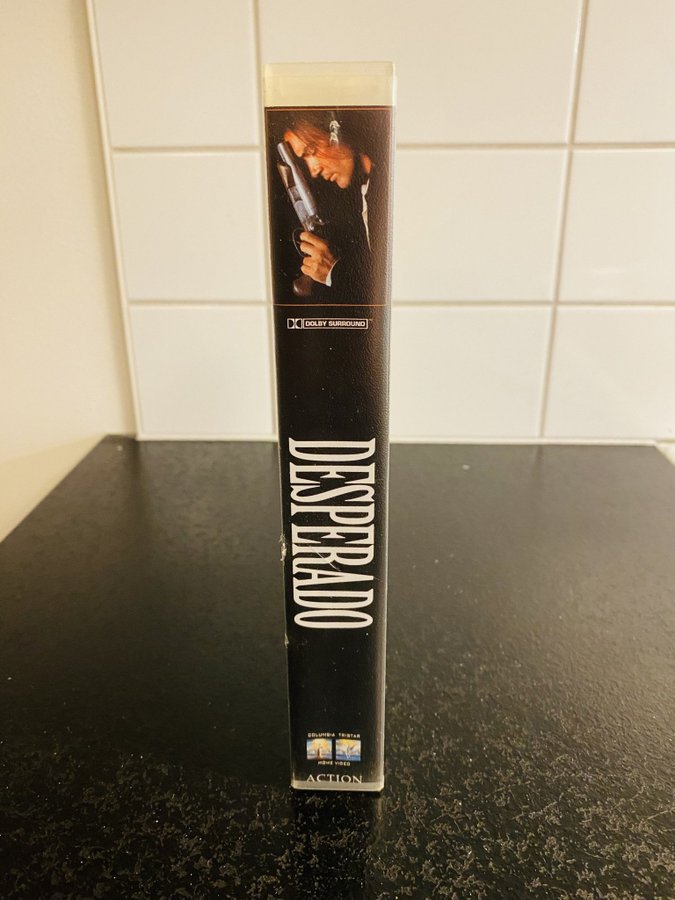 DOLBY SURROUND
DESPERADO
COLUMBIA TRISTAR
HOME VIDEO
ACTION